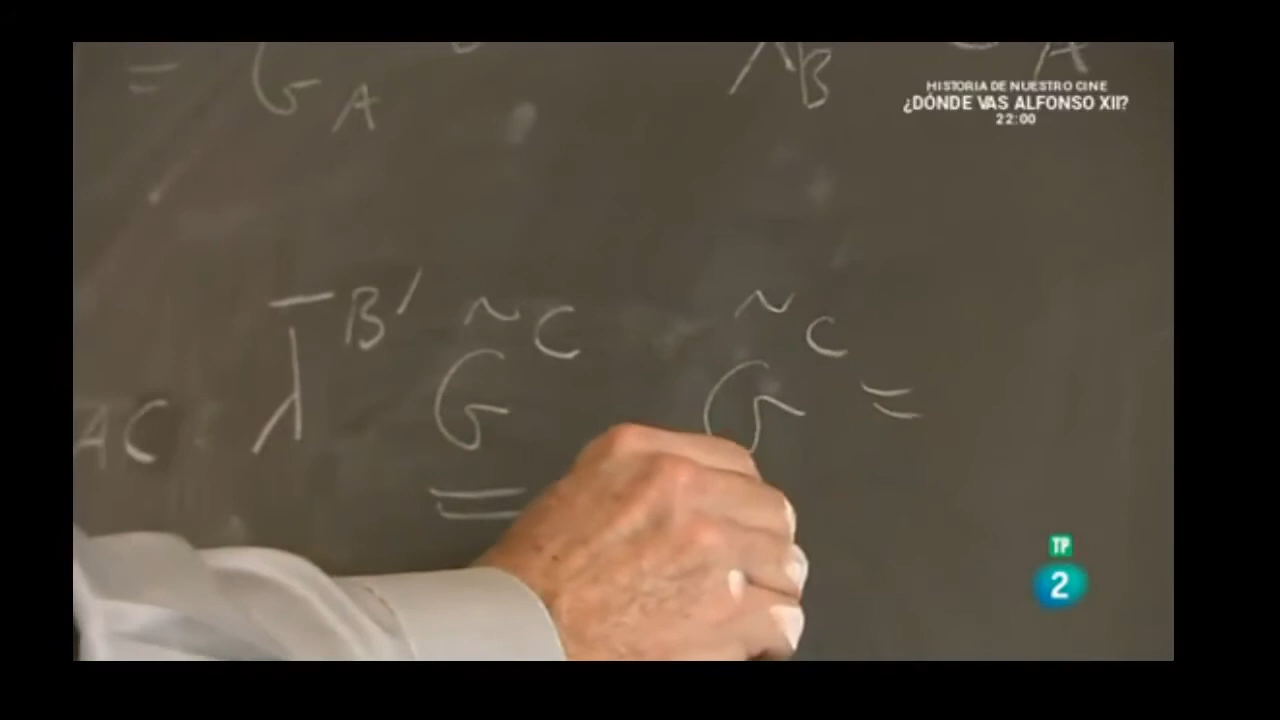 = G A λ B A
HISTORIA DE NUESTRO CINE
¿DÓNDE VAS ALFONSO XII?
22:00
B' ~ C ~ C
AC λ̄ G G =
TP
2